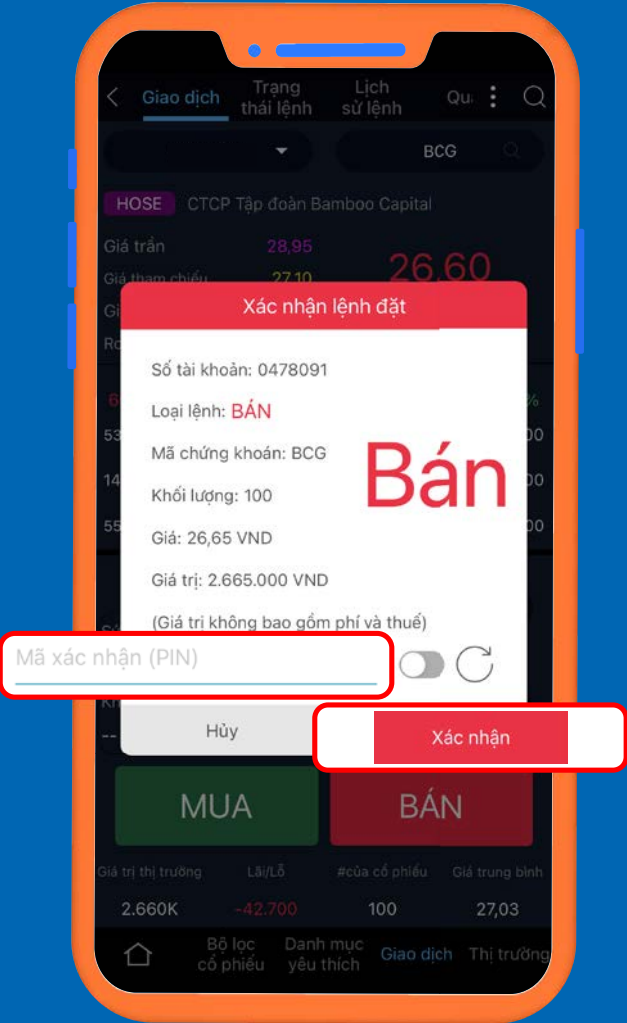 Giao dịch
Trạng thái lệnh
Lịch sử lệnh
Qu
BCG
HOSE CTCP Tập đoàn Bamboo Capital
Giá trần 28,95
26,60
Giá tham chiếu 27,10
Xác nhận lệnh đặt
Số tài khoản: 0478091
Loại lệnh: BÁN
Mã chứng khoán: BCG
Bán
Khối lượng: 100
Giá: 26,65 VND
Giá trị: 2.665.000 VND
(Giá trị không bao gồm phí và thuế)
Mã xác nhận (PIN)
Hủy
Xác nhận
MUA
BÁN
Giá trị thị trường Lãi/Lỗ #của cổ phiếu Giá trung bình
2.660K -42.700 100 27,03
Bộ lọc cổ phiếu
Danh mục yêu thích
Giao dịch
Thị trường